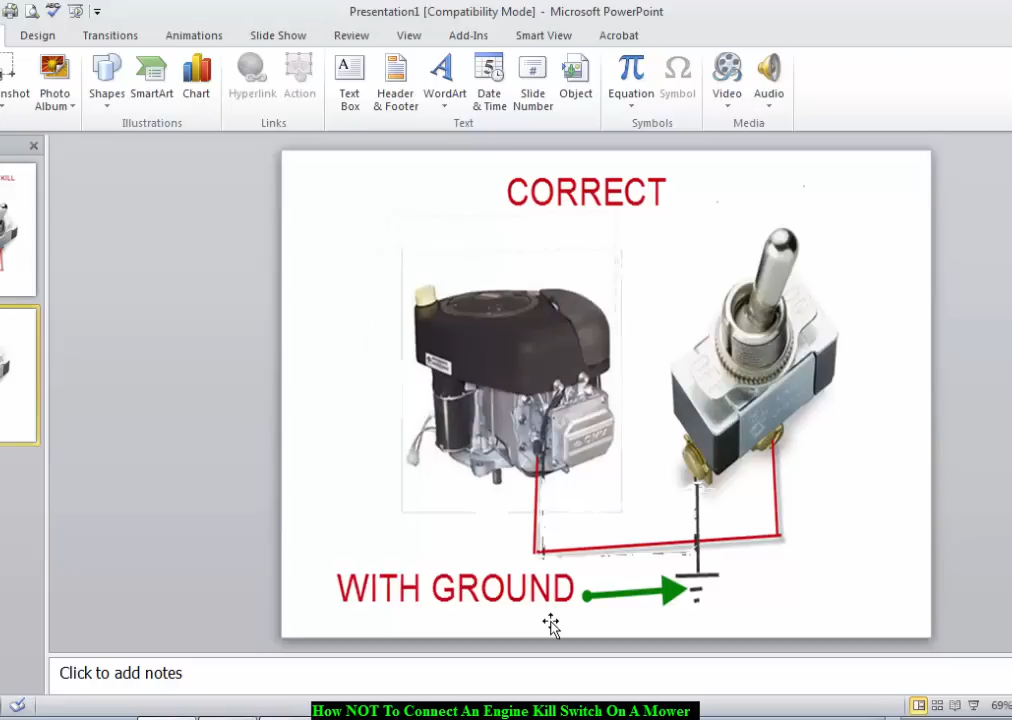 Presentation1 [Compatibility Mode] - Microsoft PowerPoint
Design Transitions Animations Slide Show Review View Add-Ins Smart View Acrobat
Photo Album Shapes SmartArt Chart Hyperlink Action Text Box Header & Footer WordArt Date & Time Slide Number Object Equation Symbol Video Audio
Illustrations Links Text Symbols Media
CORRECT
WITH GROUND
Click to add notes
69%
How NOT To Connect An Engine Kill Switch On A Mower